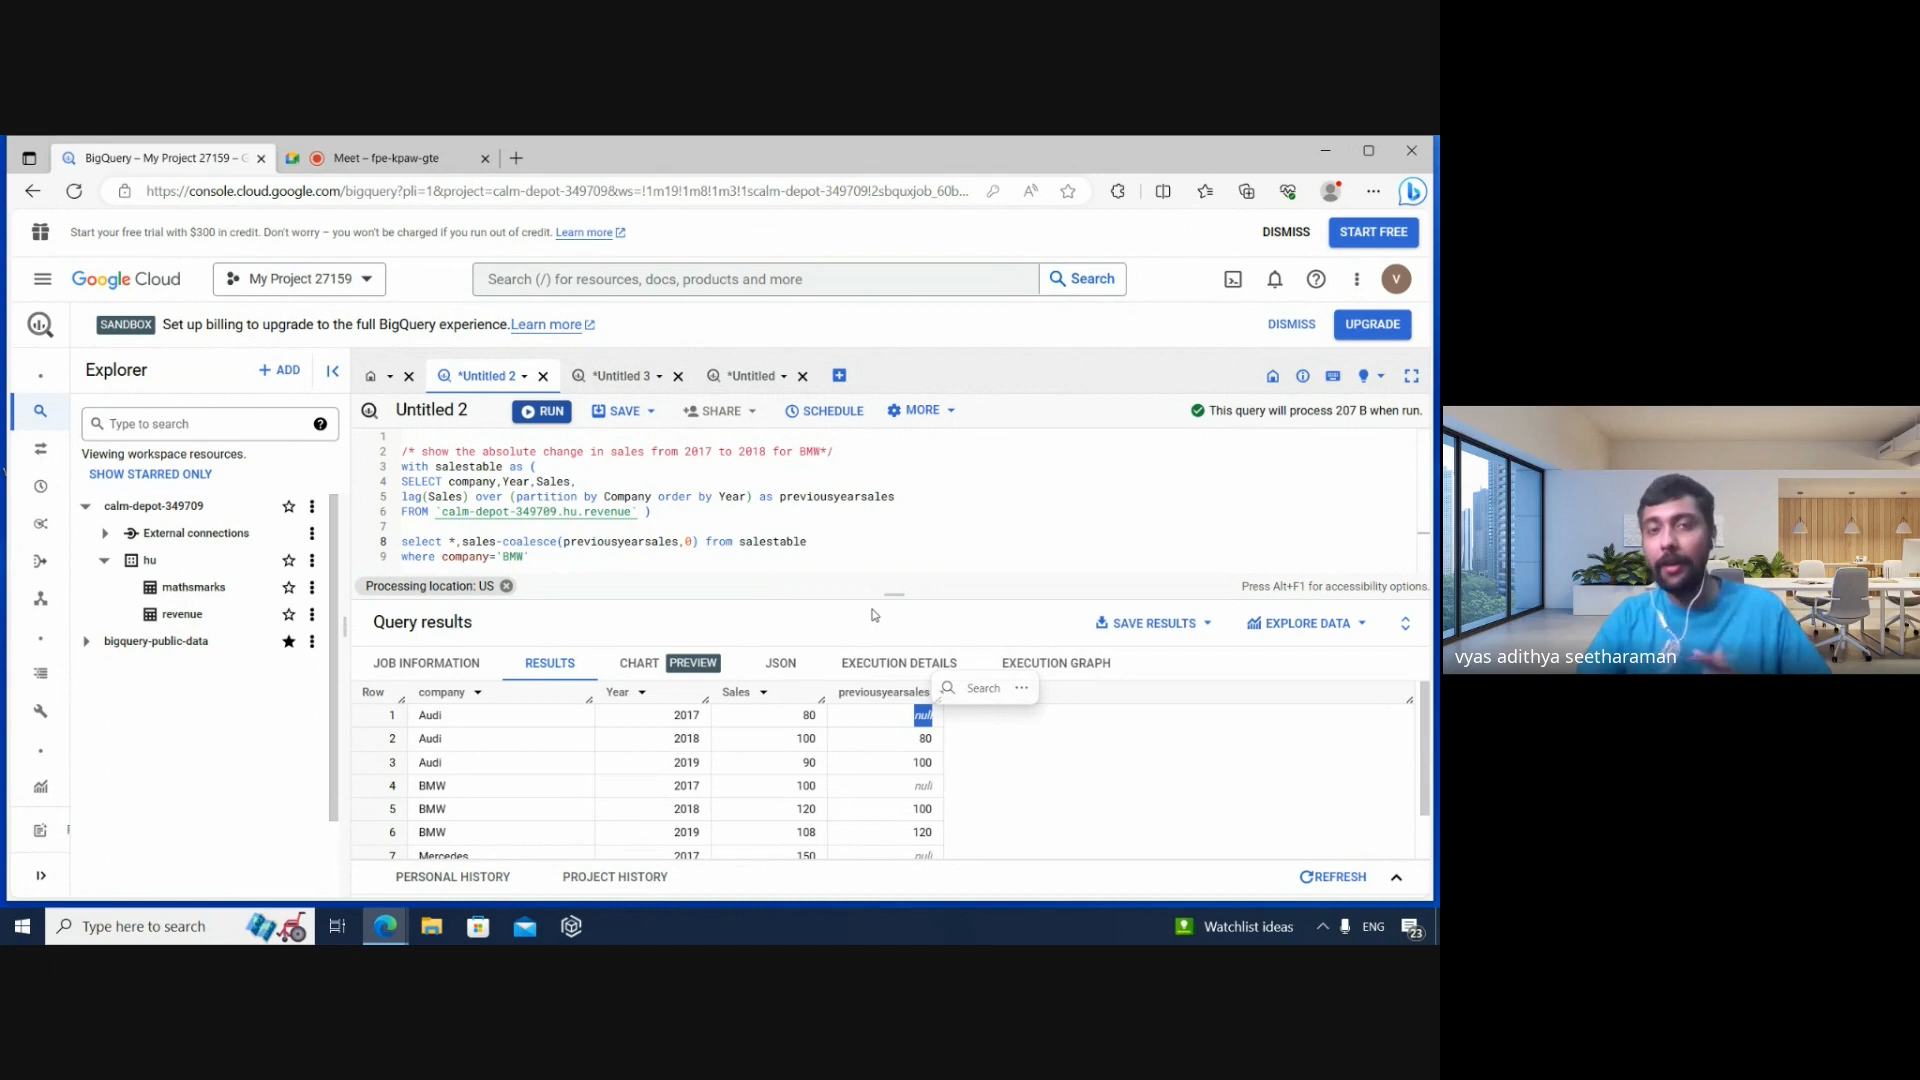 BigQuery – My Project 27159 – G
Meet – fpe-kpaw-gte
https://console.cloud.google.com/bigquery?pli=1&project=calm-depot-349709&ws=!1m19!1m8!1m3!1scalm-depot-349709!2sbquxjob_60b...
Start your free trial with $300 in credit. Don't worry – you won't be charged if you run out of credit. Learn more
DISMISS
START FREE
Google Cloud
My Project 27159
Search (/) for resources, docs, products and more
Search
V
SANDBOX Set up billing to upgrade to the full BigQuery experience. Learn more
DISMISS
UPGRADE
Explorer
+ ADD
*Untitled 2
*Untitled 3
*Untitled
Untitled 2
RUN
SAVE
SHARE
SCHEDULE
MORE
This query will process 207 B when run.
Type to search
Viewing workspace resources.
SHOW STARRED ONLY
calm-depot-349709
External connections
hu
mathsmarks
revenue
bigquery-public-data
1
2 /* show the absolute change in sales from 2017 to 2018 for BMW*/
3 with salestable as (
4 SELECT company,Year,Sales,
5 lag(Sales) over (partition by Company order by Year) as previousyearsales
6 FROM `calm-depot-349709.hu.revenue` )
7
8 select *,sales-coalesce(previousyearsales,0) from salestable
9 where company='BMW'
Processing location: US
Press Alt+F1 for accessibility options.
Query results
SAVE RESULTS
EXPLORE DATA
JOB INFORMATION
RESULTS
CHART PREVIEW
JSON
EXECUTION DETAILS
EXECUTION GRAPH
Search
Row company Year Sales previousyearsales
1 Audi 2017 80 null
2 Audi 2018 100 80
3 Audi 2019 90 100
4 BMW 2017 100 null
5 BMW 2018 120 100
6 BMW 2019 108 120
7 Mercedes 2017 150 null
PERSONAL HISTORY
PROJECT HISTORY
REFRESH
Type here to search
Watchlist ideas
ENG
23
vyas adithya seetharaman